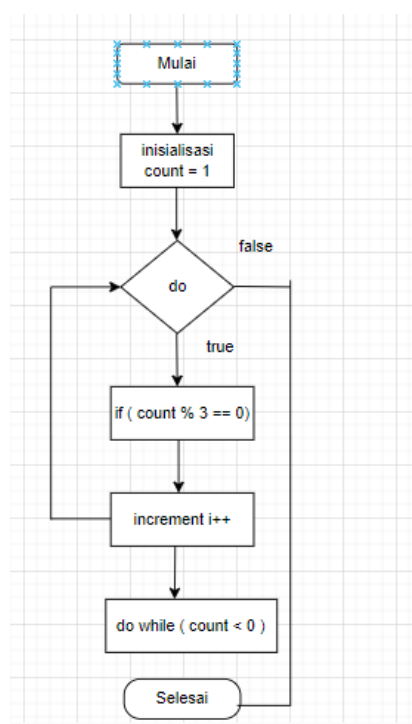 Mulai
inisialisasi
count = 1
false
do
true
if ( count % 3 == 0)
increment i++
do while ( count < 0 )
Selesai